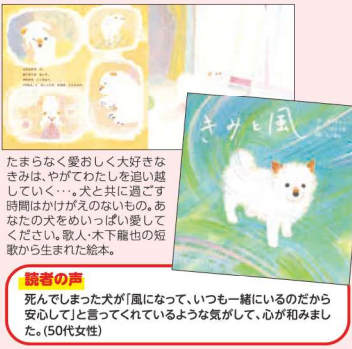 きみと風
たまらなく愛おしく大好きな
きみは、やがてわたしを追い越
していく・・・。犬と共に過ごす
時間はかけがえのないもの。あ
なたの犬をめいっぱい愛して
ください。歌人・木下龍也の短
歌から生まれた絵本。
読者の声
死んでしまった犬が「風になって、いつも一緒にいるのだから
安心して」と言ってくれているような気がして、心が和みまし
た。(50代女性)